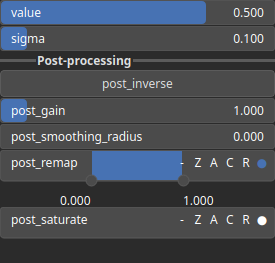 value 0.500
sigma 0.100
Post-processing
post_inverse
post_gain 1.000
post_smoothing_radius 0.000
post_remap - Z A C R
0.000 1.000
post_saturate - Z A C R